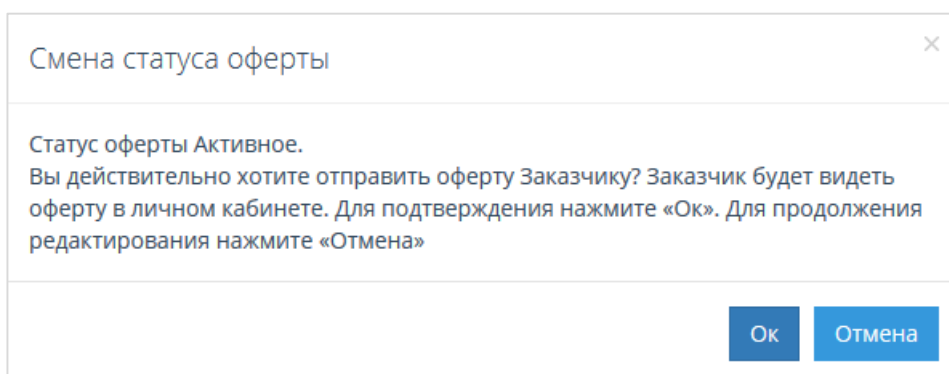 Смена статуса оферты
×
Статус оферты Активное.
Вы действительно хотите отправить оферту Заказчику? Заказчик будет видеть
оферту в личном кабинете. Для подтверждения нажмите «Ок». Для продолжения
редактирования нажмите «Отмена»
Ок
Отмена